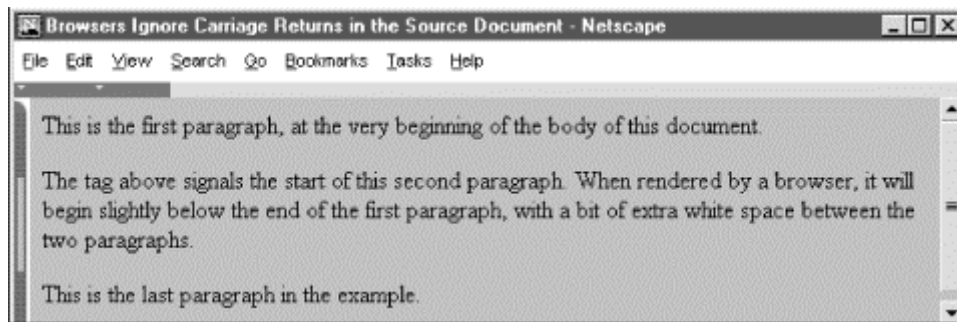 Browsers Ignore Carriage Returns in the Source Document - Netscape
File Edit View Search Go Bookmarks Tasks Help
This is the first paragraph, at the very beginning of the body of this document.
The tag above signals the start of this second paragraph. When rendered by a browser, it will
begin slightly below the end of the first paragraph, with a bit of extra white space between the
two paragraphs.
This is the last paragraph in the example.